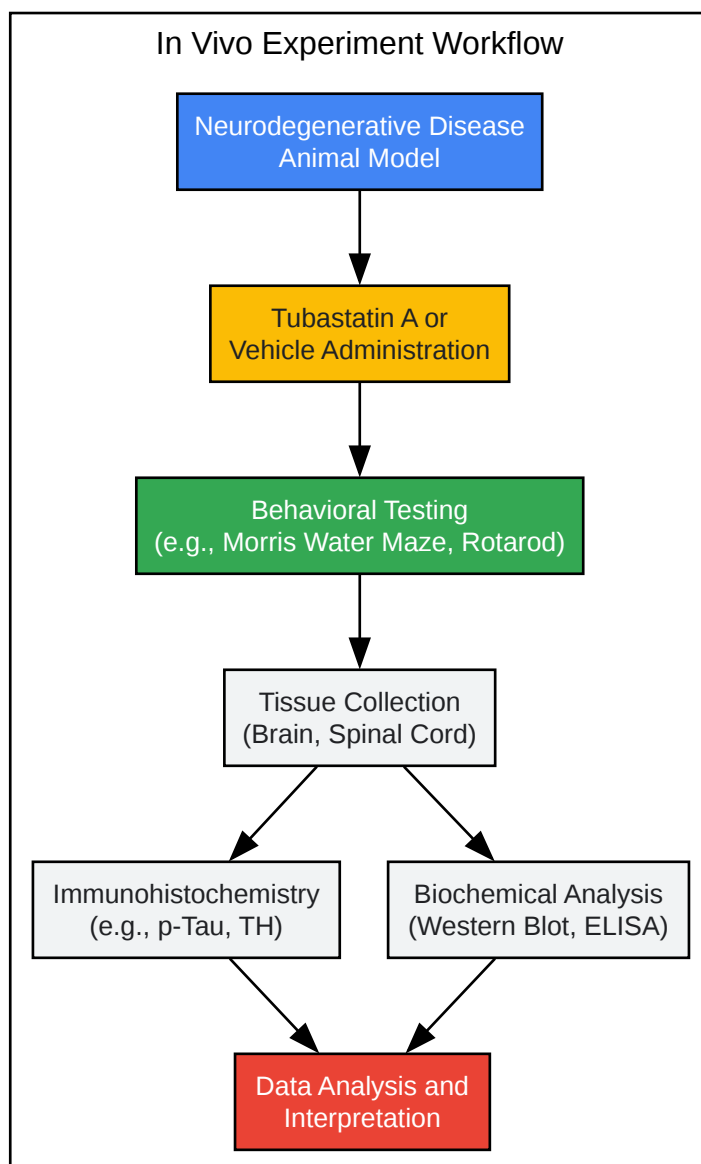 In Vivo Experiment Workflow
Neurodegenerative Disease
Animal Model
Tubastatin A or
Vehicle Administration
Behavioral Testing
(e.g., Morris Water Maze, Rotarod)
Tissue Collection
(Brain, Spinal Cord)
Immunohistochemistry
(e.g., p-Tau, TH)
Biochemical Analysis
(Western Blot, ELISA)
Data Analysis and
Interpretation